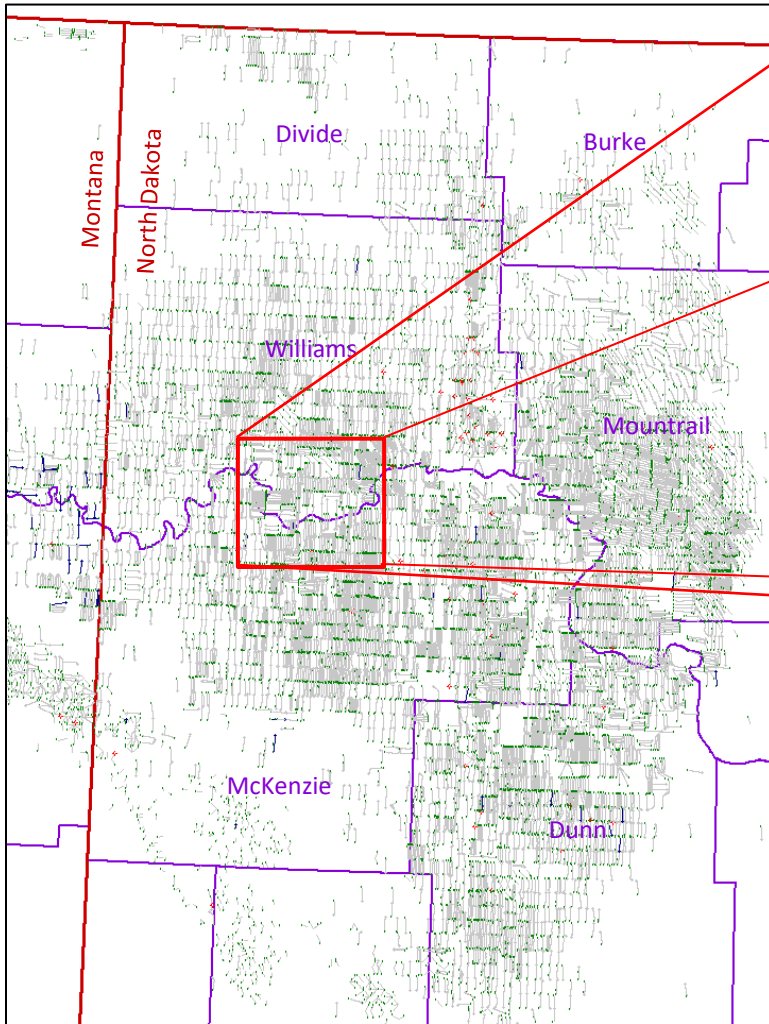 Divide
Burke
Montana
North Dakota
Williams
Mountrail
McKenzie
Dunn